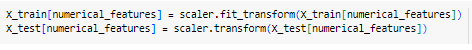 X_train[numerical_features] = scaler.fit_transform(X_train[numerical_features])
X_test[numerical_features] = scaler.transform(X_test[numerical_features])